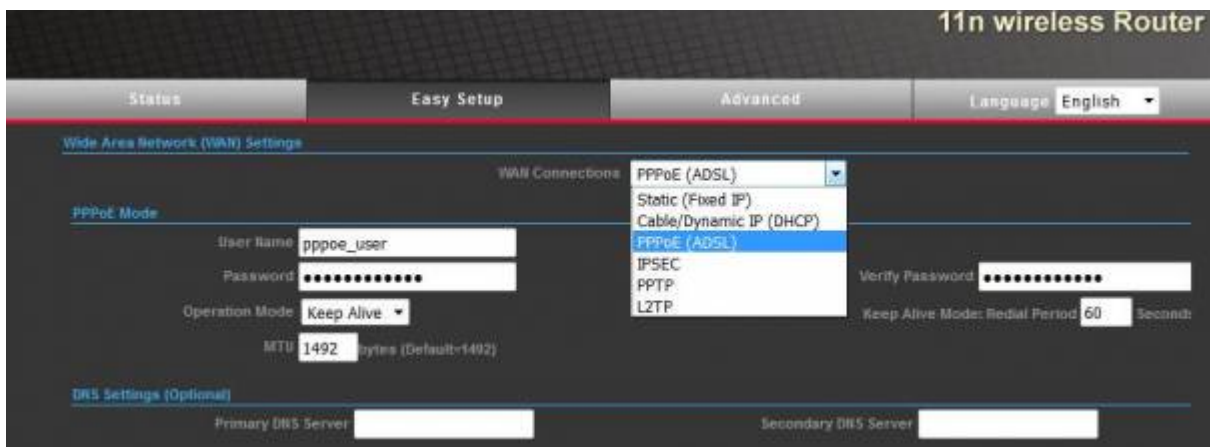 11n wireless Router
Status Easy Setup Advanced Language English
Wide Area Network (WAN) Settings
WAN Connections PPPoE (ADSL)
Static (Fixed IP)
Cable/Dynamic IP (DHCP)
PPPoE (ADSL)
IPSEC
PPTP
L2TP
PPPoE Mode
User Name pppoe_user
Password ●●●●●●●●●●●● Verify Password ●●●●●●●●●●●●
Operation Mode Keep Alive Keep Alive Mode: Redial Period 60 Second:
MTU 1492 bytes (Default=1492)
DNS Settings (Optional)
Primary DNS Server Secondary DNS Server